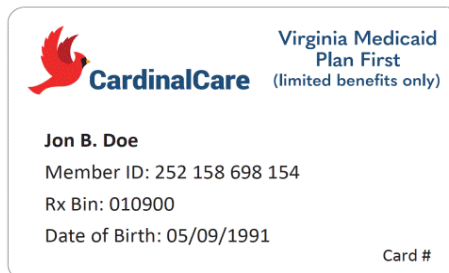 CardinalCare
Virginia Medicaid
Plan First
(limited benefits only)
Jon B. Doe
Member ID: 252 158 698 154
Rx Bin: 010900
Date of Birth: 05/09/1991
Card #